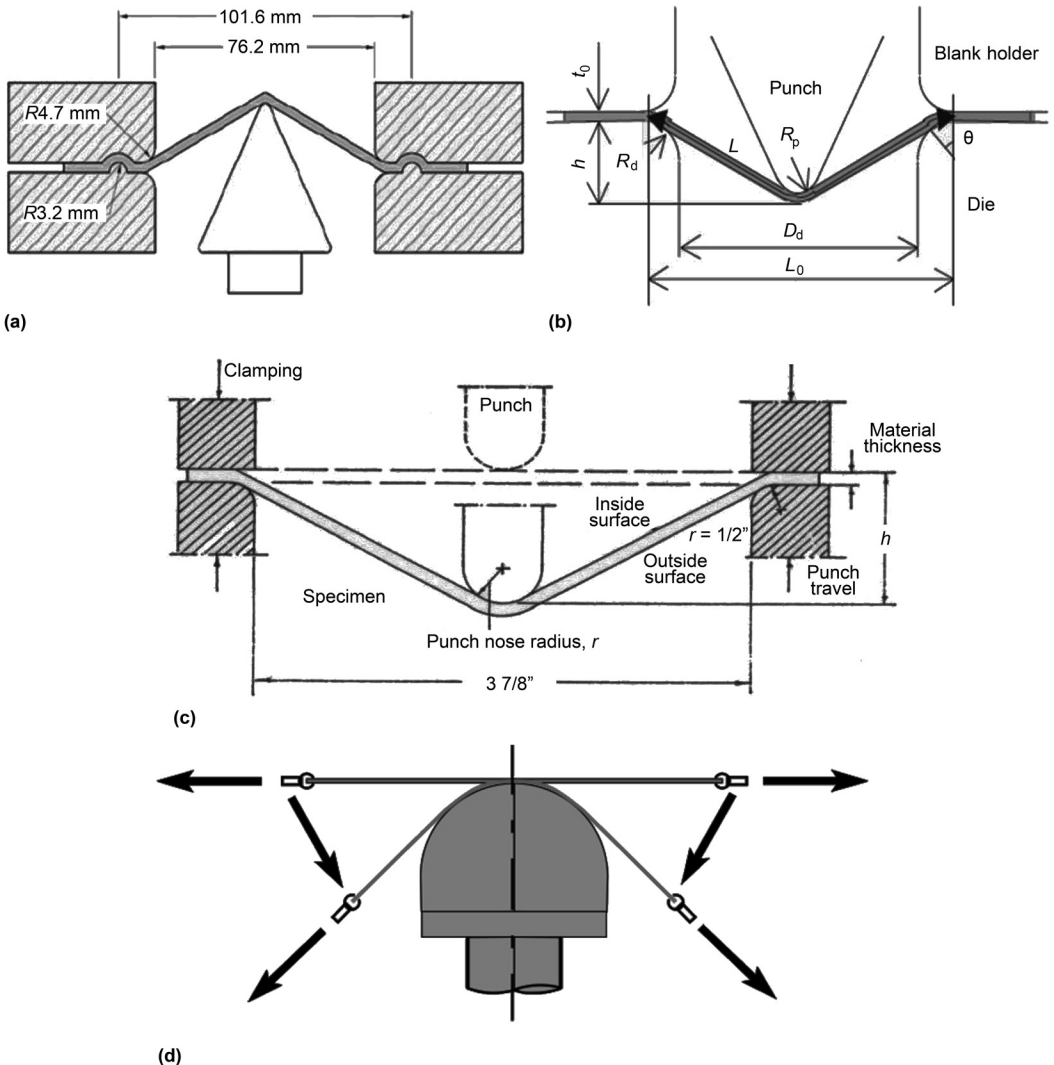 101.6 mm
76.2 mm
R4.7 mm
R3.2 mm
(a)
t0
Blank holder
Punch
Rp
L
h
Rd
θ
Die
Dd
L0
(b)
Clamping
Punch
Material
thickness
Inside
surface
r = 1/2”
h
Outside
surface
Punch
travel
Specimen
Punch nose radius, r
3 7/8”
(c)
(d)